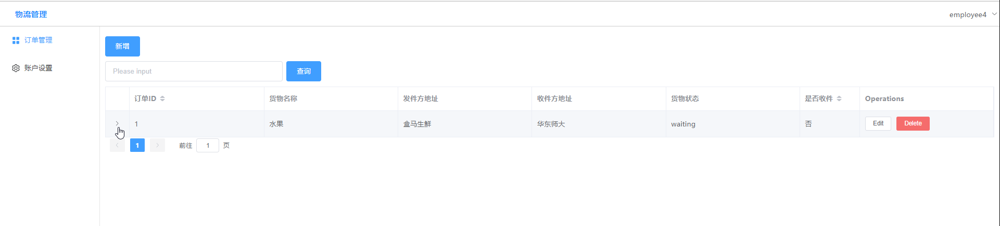 物流管理
employee4
订单管理
账户设置
新增
Please input
查询
订单ID 货物名称 发件方地址 收件方地址 货物状态 是否收件 Operations
1 水果 盒马生鲜 华东师大 waiting 否 Edit Delete
1 前往 1 页